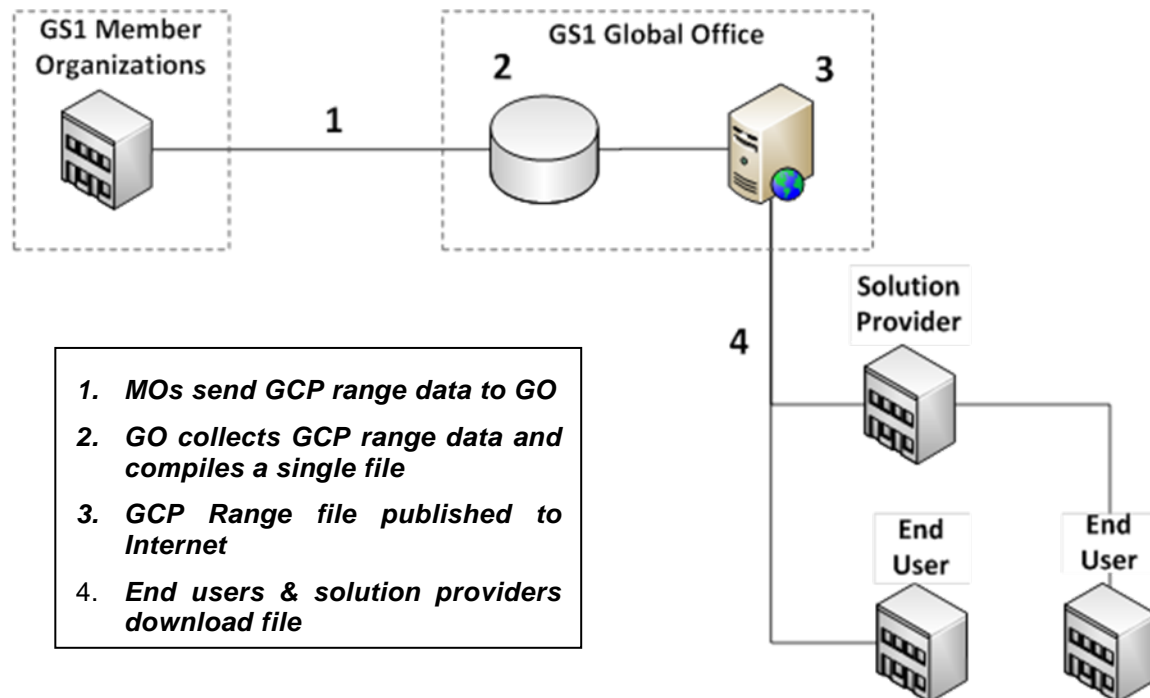 GS1 Member
Organizations
GS1 Global Office
1
2
3
4
Solution
Provider
End
User
End
User
1. MOs send GCP range data to GO
2. GO collects GCP range data and
compiles a single file
3. GCP Range file published to
Internet
4. End users & solution providers
download file